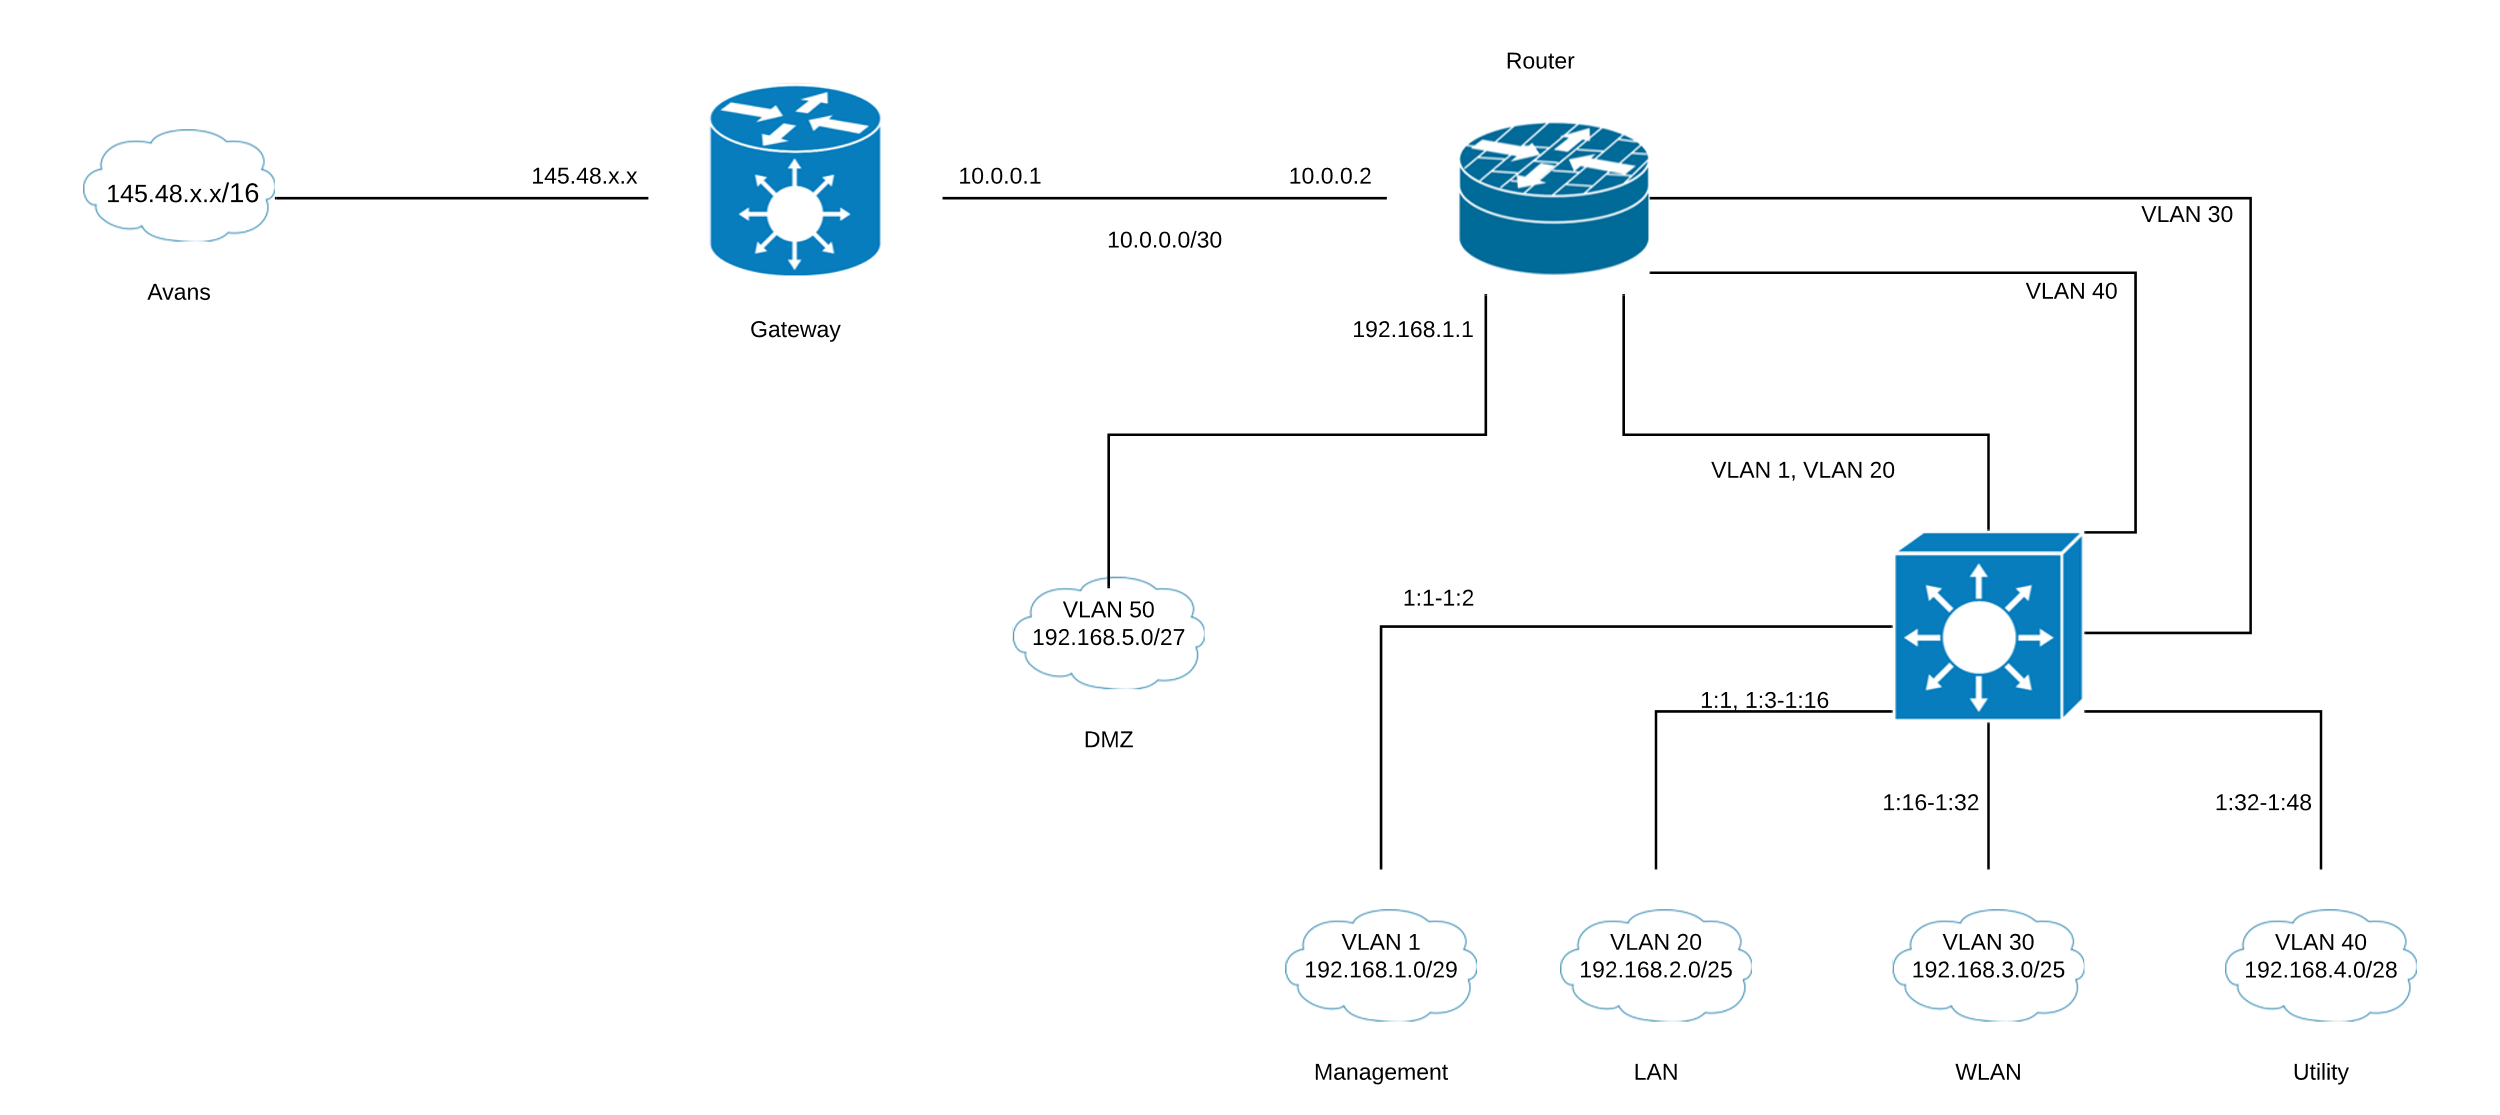 Router
145.48.x.x/16
145.48.x.x
10.0.0.1
10.0.0.2
10.0.0.0/30
VLAN 30
VLAN 40
Avans
Gateway
192.168.1.1
VLAN 1, VLAN 20
1:1-1:2
VLAN 50
192.168.5.0/27
DMZ
1:1, 1:3-1:16
1:16-1:32
1:32-1:48
VLAN 1
192.168.1.0/29
VLAN 20
192.168.2.0/25
VLAN 30
192.168.3.0/25
VLAN 40
192.168.4.0/28
Management
LAN
WLAN
Utility